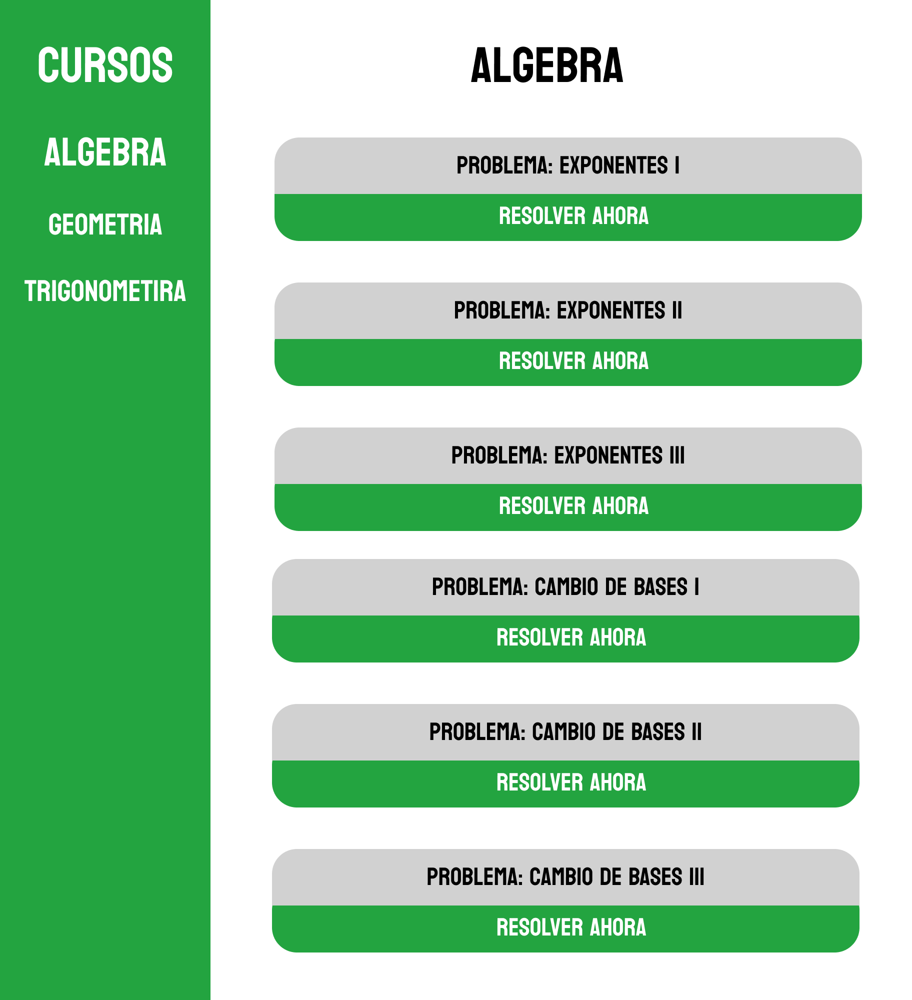 CURSOS
ALGEBRA
GEOMETRIA
TRIGONOMETIRA
ALGEBRA
PROBLEMA: EXPONENTES I
RESOLVER AHORA
PROBLEMA: EXPONENTES II
RESOLVER AHORA
PROBLEMA: EXPONENTES III
RESOLVER AHORA
PROBLEMA: CAMBIO DE BASES I
RESOLVER AHORA
PROBLEMA: CAMBIO DE BASES II
RESOLVER AHORA
PROBLEMA: CAMBIO DE BASES III
RESOLVER AHORA